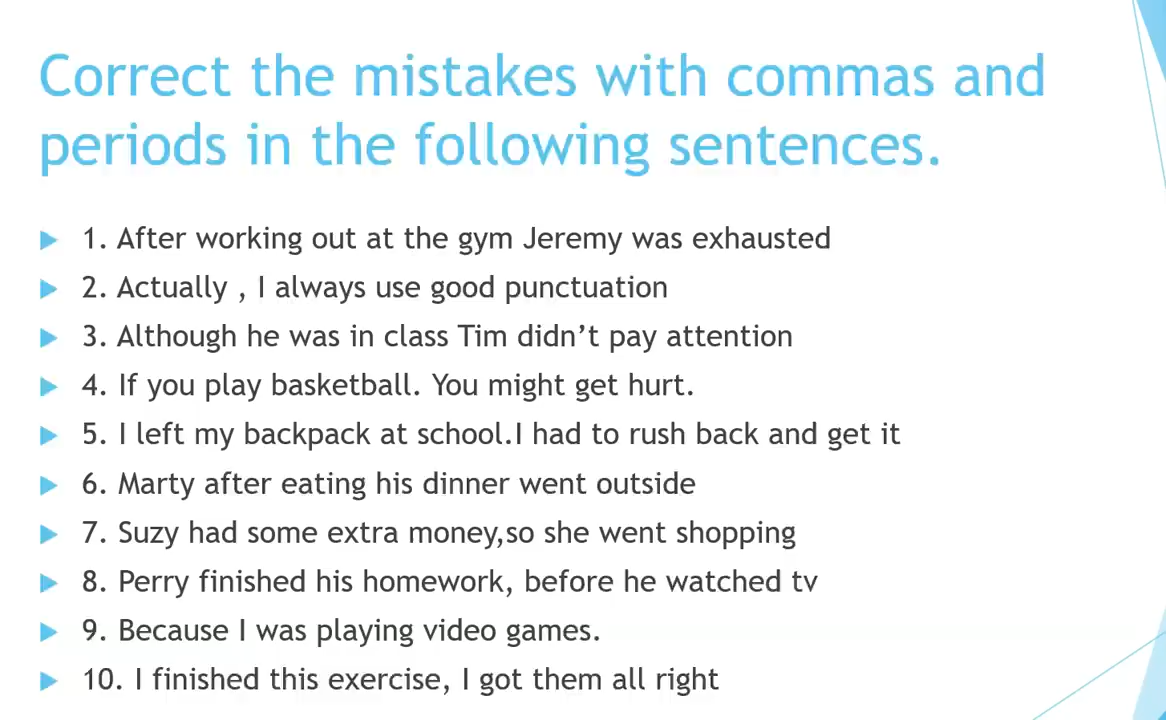 Correct the mistakes with commas and
periods in the following sentences.
1. After working out at the gym Jeremy was exhausted
2. Actually , I always use good punctuation
3. Although he was in class Tim didn’t pay attention
4. If you play basketball. You might get hurt.
5. I left my backpack at school.I had to rush back and get it
6. Marty after eating his dinner went outside
7. Suzy had some extra money,so she went shopping
8. Perry finished his homework, before he watched tv
9. Because I was playing video games.
10. I finished this exercise, I got them all right